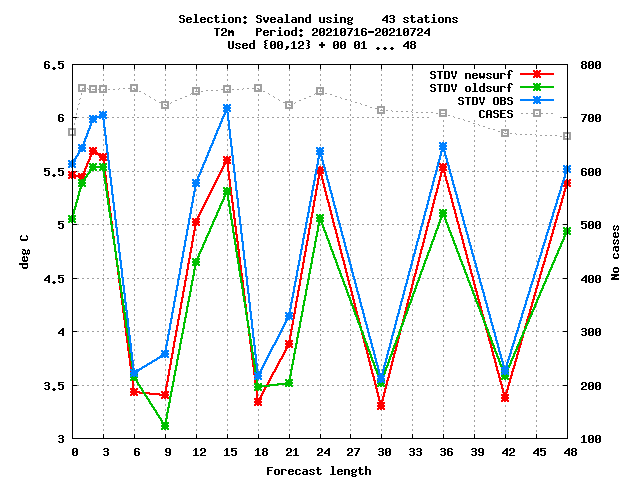 Selection: Svealand using    43 stations
T2m   Period: 20210716-20210724
Used {00,12} + 00 01 ... 48
STDV newsurf
STDV oldsurf
STDV OBS
CASES
6.5
6
5.5
5
4.5
4
3.5
3
deg C
800
700
600
500
400
300
200
100
No cases
0 3 6 9 12 15 18 21 24 27 30 33 36 39 42 45 48
Forecast length